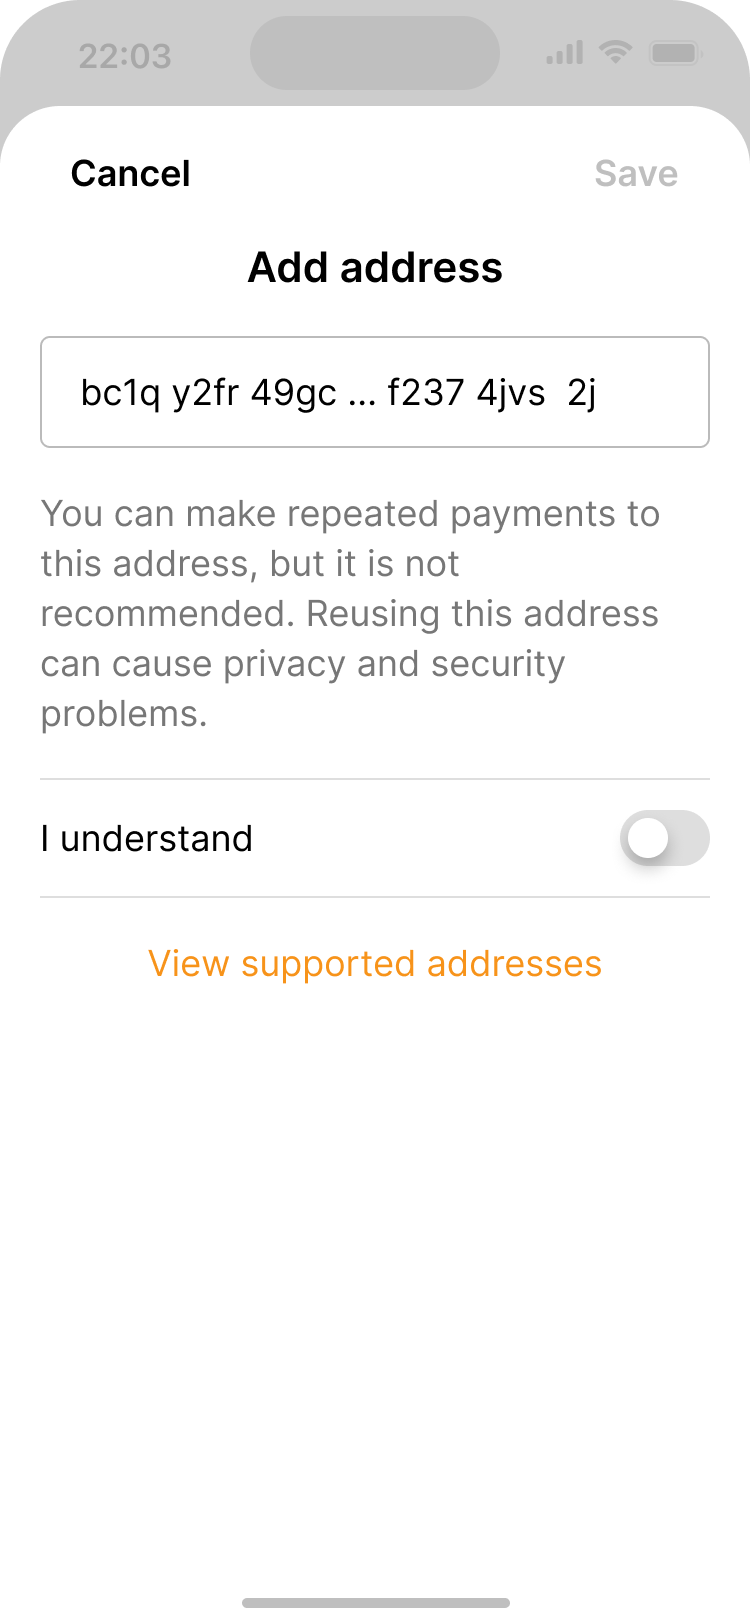 22:03
Cancel Save
Add address
bc1q y2fr 49gc ... f237 4jvs  2j
You can make repeated payments to
this address, but it is not
recommended. Reusing this address
can cause privacy and security
problems.
I understand
View supported addresses